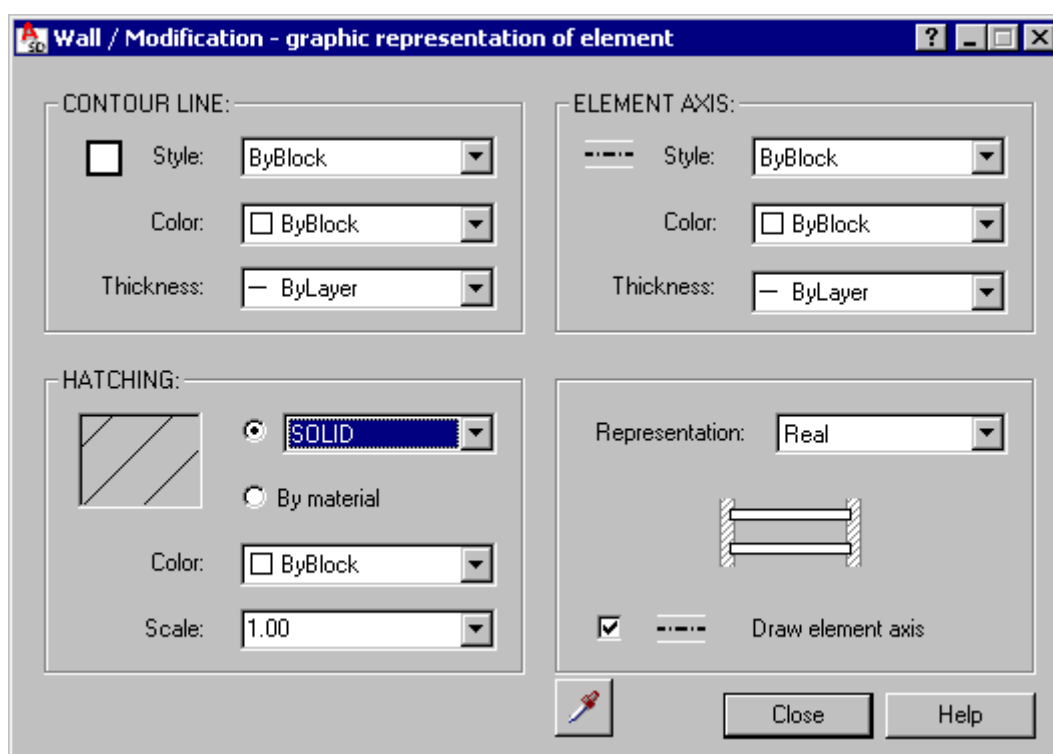 Wall / Modification - graphic representation of element
CONTOUR LINE:
Style: ByBlock
Color: ByBlock
Thickness: ByLayer
ELEMENT AXIS:
Style: ByBlock
Color: ByBlock
Thickness: ByLayer
HATCHING:
SOLID
By material
Color: ByBlock
Scale: 1.00
Representation: Real
Draw element axis
Close
Help